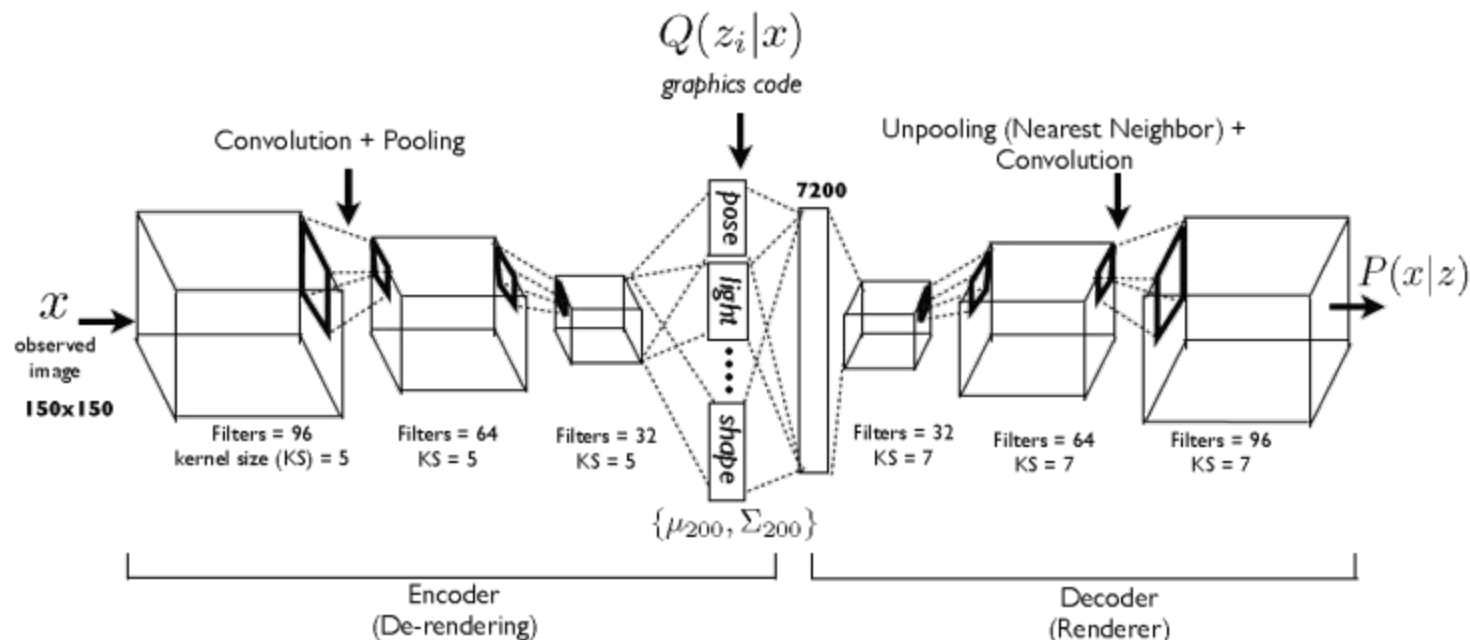 Q(z_i|x)
graphics code
Convolution + Pooling
Unpooling (Nearest Neighbor) +
Convolution
x
observed
image
150x150
pose
light
shape
7200
P(x|z)
Filters = 96
kernel size (KS) = 5
Filters = 64
KS = 5
Filters = 32
KS = 5
{μ_200, Σ_200}
Filters = 32
KS = 7
Filters = 64
KS = 7
Filters = 96
KS = 7
Encoder
(De-rendering)
Decoder
(Renderer)